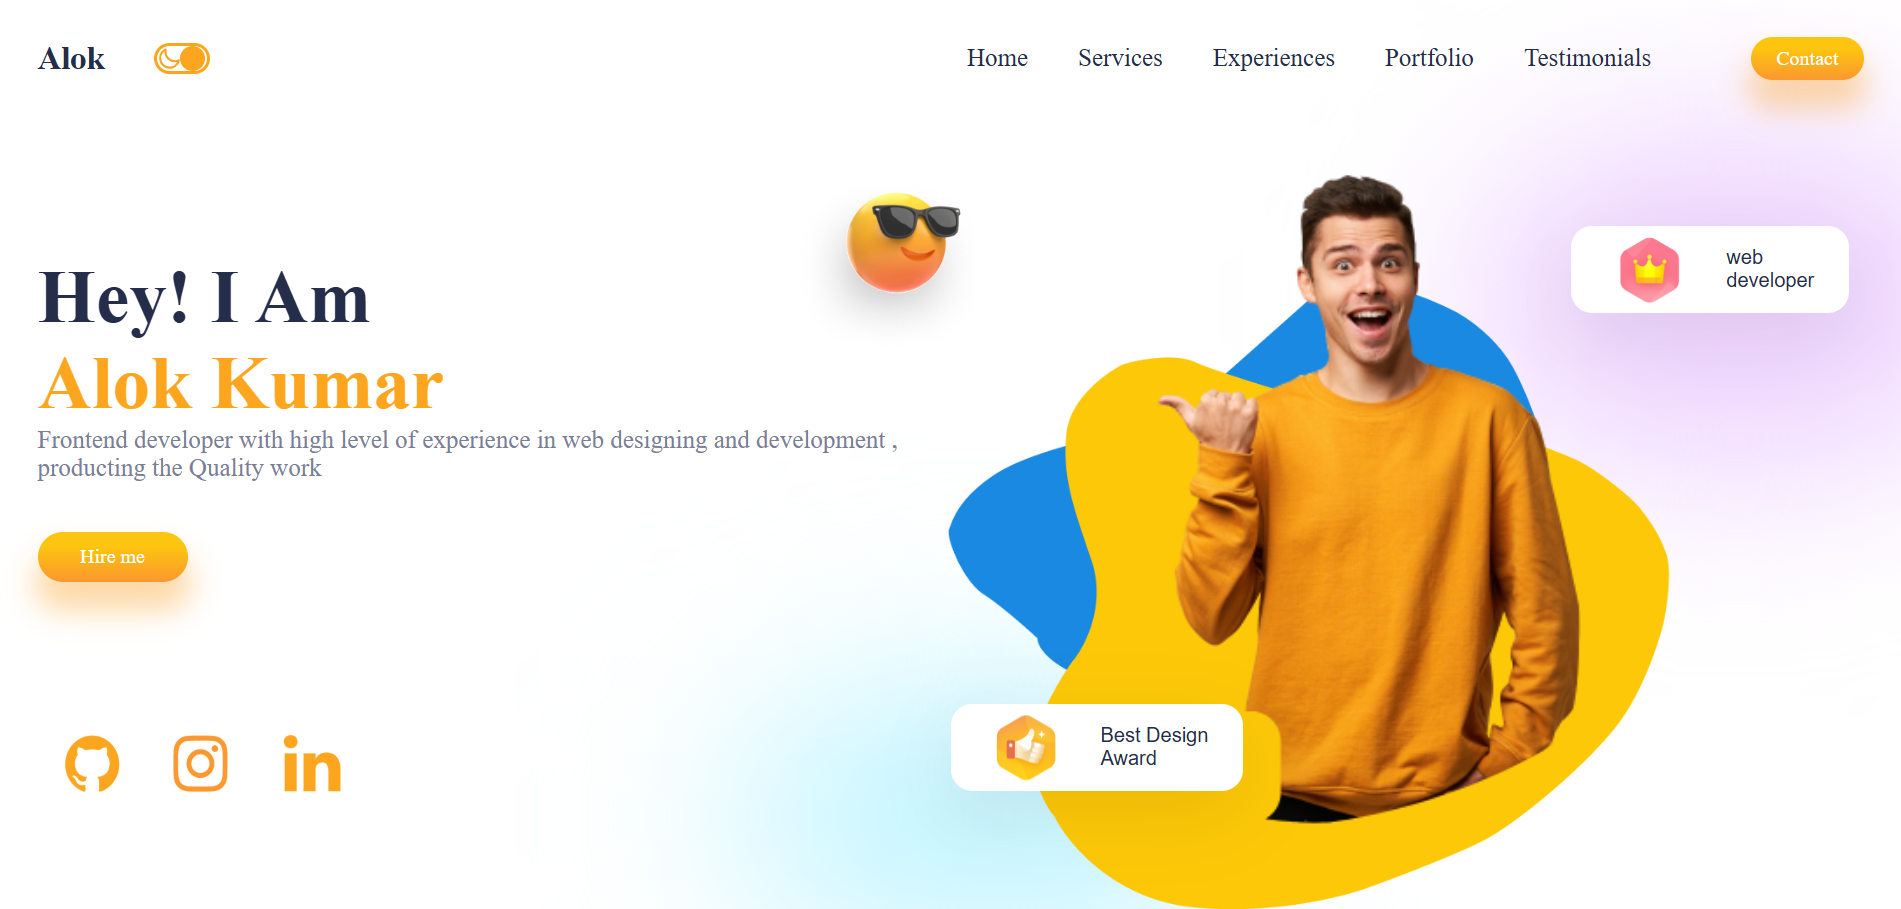 Alok
Home Services Experiences Portfolio Testimonials Contact
Hey! I Am
Alok Kumar
Frontend developer with high level of experience in web designing and development ,
producting the Quality work
Hire me
web
developer
Best Design
Award